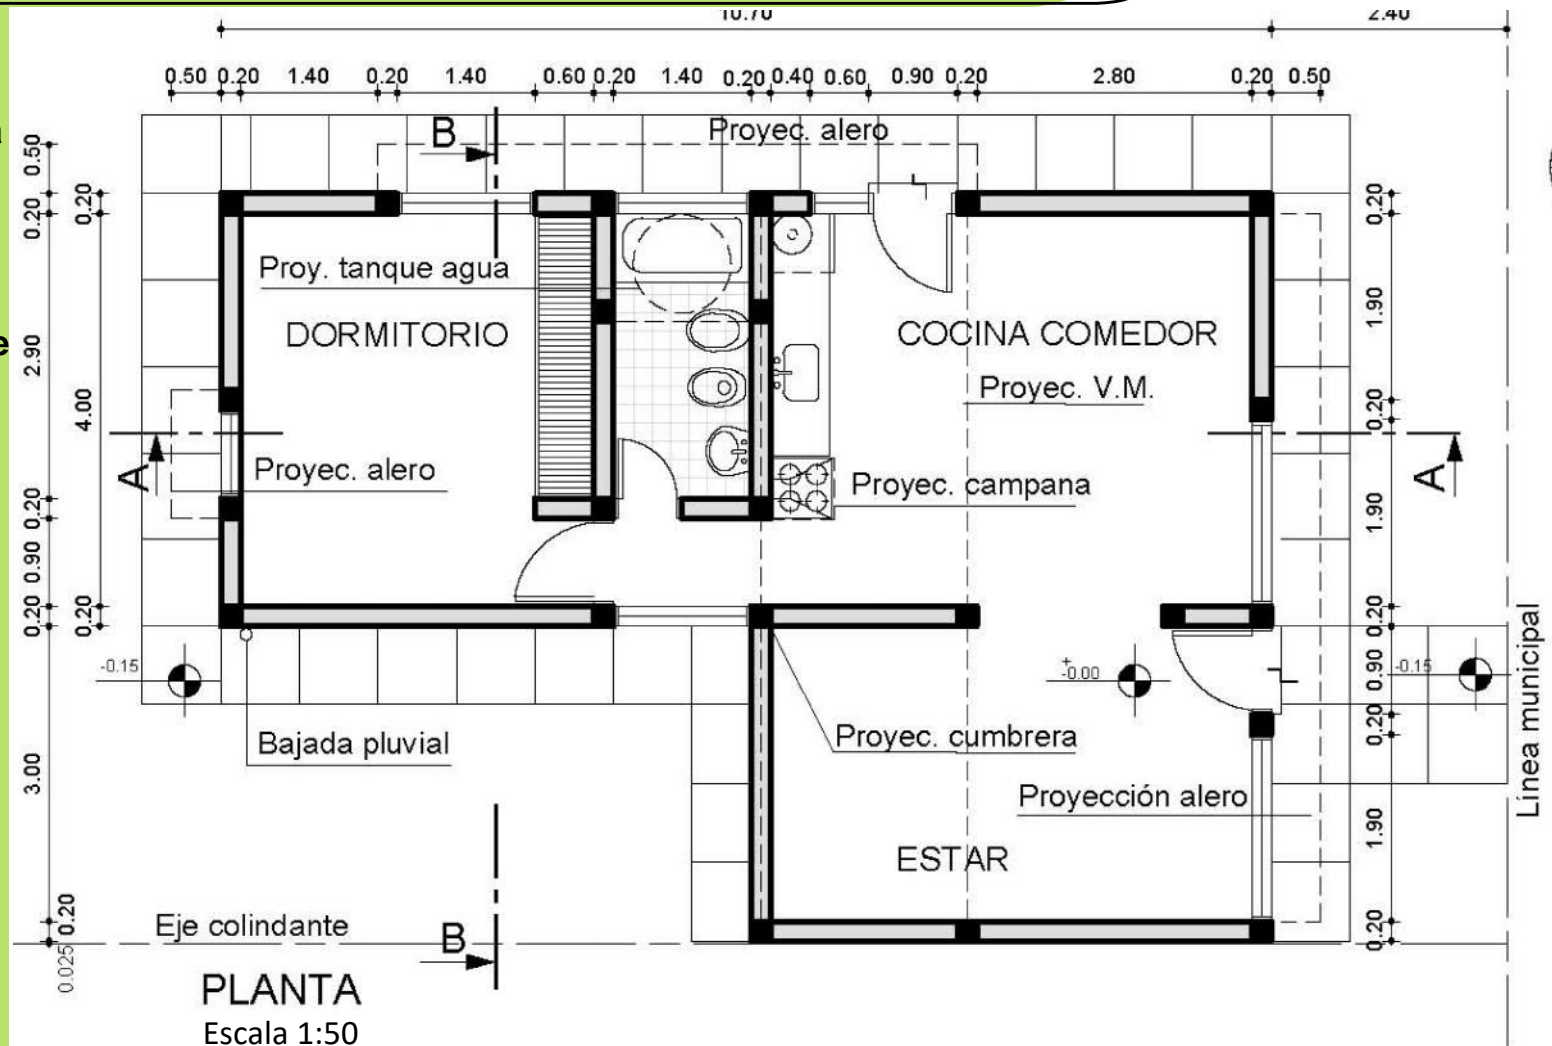 10.70 2.40
0.50 0.20 1.40 0.20 1.40 0.60 0.20 1.40 0.20 0.40 0.60 0.90 0.20 2.80 0.20 0.50
B
Proyec. alero
0.50
0.20
0.20
0.20
Proy. tanque agua
DORMITORIO
COCINA COMEDOR
1.90
e
2.90
Proyec. V.M.
4.00
0.20
A
Proyec. alero
Proyec. campana
A
0.20
1.90
0.90
0.20
0.20
0.20
-0.15
+
-0.00
0.90
-0.15
Línea municipal
0.20
Bajada pluvial
Proyec. cumbrera
3.00
Proyección alero
1.90
ESTAR
0.20
Eje colindante
B
0.20
0.025
PLANTA
Escala 1:50